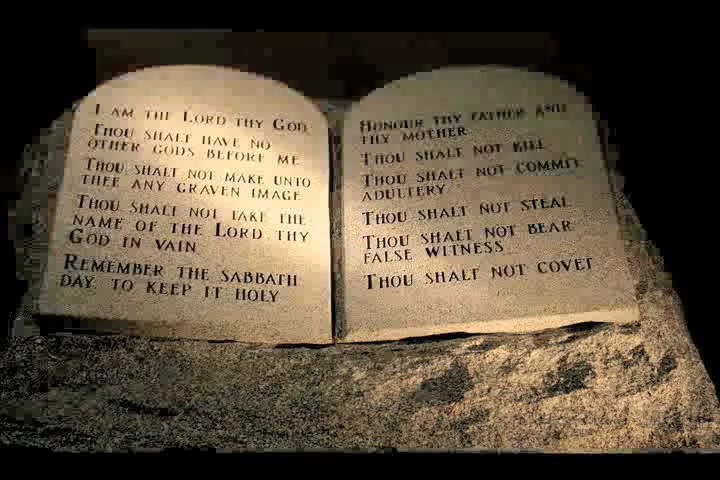 I AM THE LORD THY GOD.
THOU SHALT HAVE NO
OTHER GODS BEFORE ME
THOU SHALT NOT MAKE UNTO
THEE ANY GRAVEN IMAGE
THOU SHALT NOT TAKE THE
NAME OF THE LORD THY
GOD IN VAIN
REMEMBER THE SABBATH
DAY, TO KEEP IT HOLY
HONOUR THY FATHER AND
THY MOTHER
THOU SHALT NOT KILL
THOU SHALT NOT COMMIT
ADULTERY
THOU SHALT NOT STEAL
THOU SHALT NOT BEAR
FALSE WITNESS
THOU SHALT NOT COVET